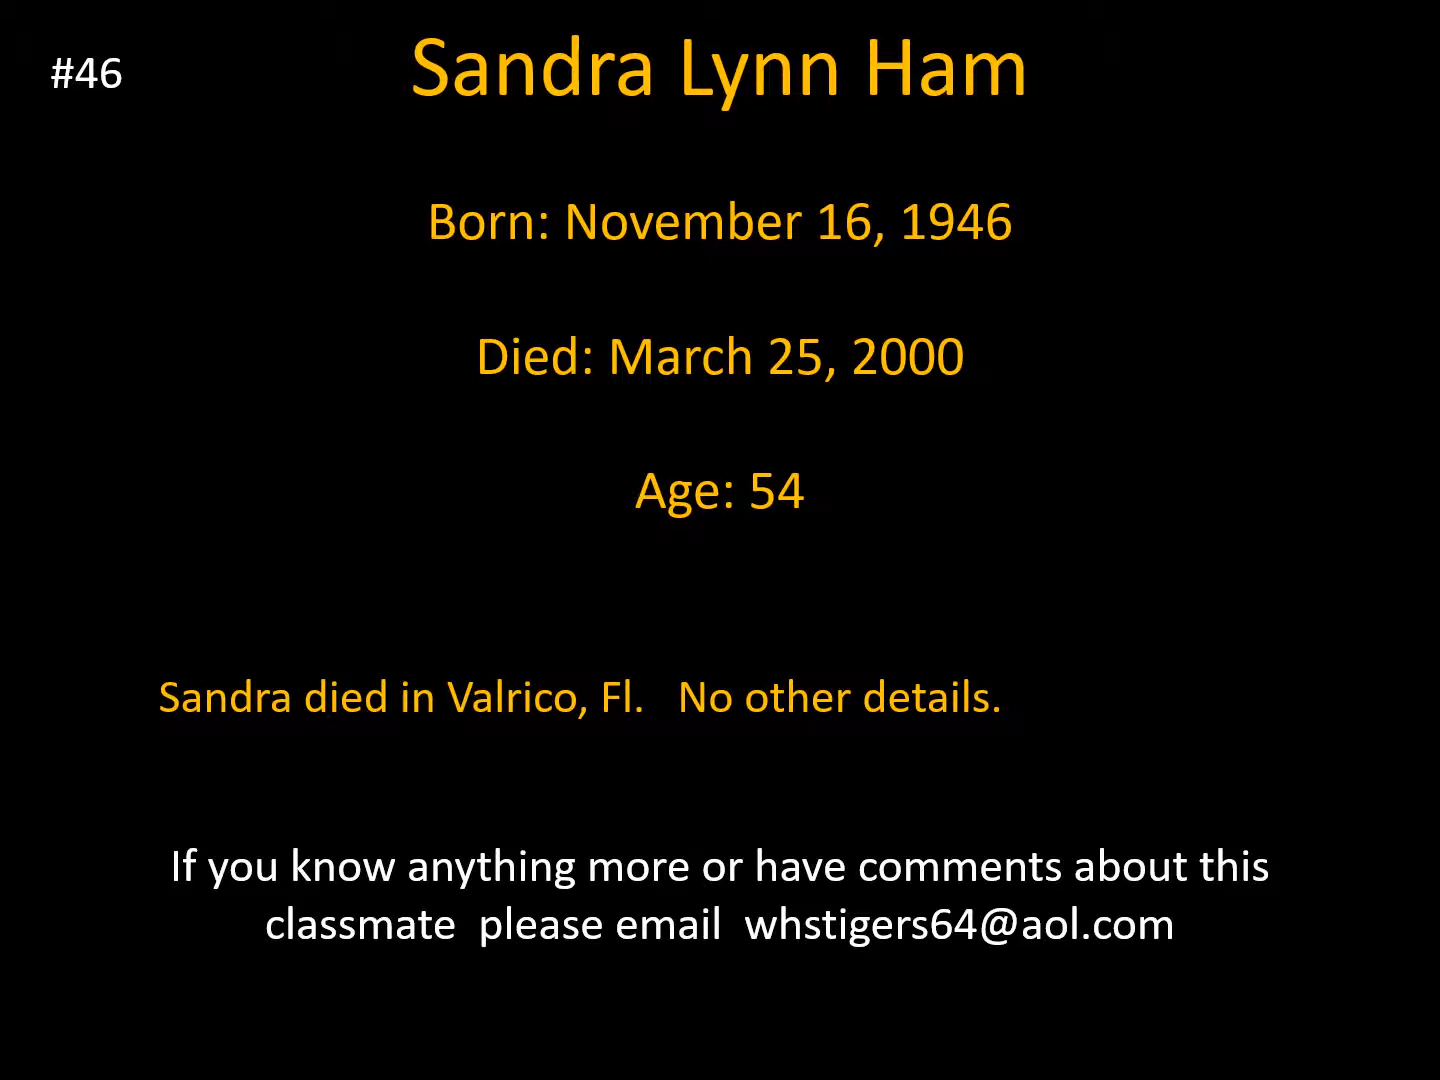 #46
Sandra Lynn Ham
Born: November 16, 1946
Died: March 25, 2000
Age: 54
Sandra died in Valrico, Fl.   No other details.
If you know anything more or have comments about this
classmate  please email  whstigers64@aol.com